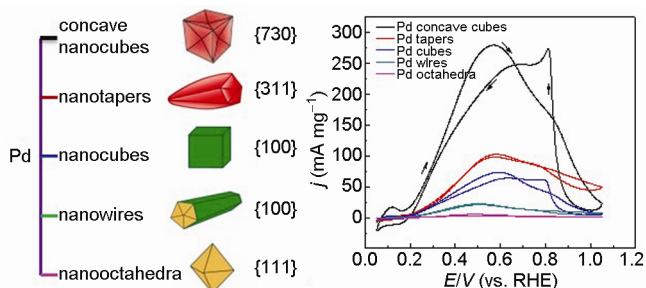 concave
nanocubes
{730}
nanotapers
{311}
Pd
nanocubes
{100}
nanowires
{100}
nanooctahedra
{111}
Pd concave cubes
Pd tapers
Pd cubes
Pd wires
Pd octahedra
j (mA mg⁻¹)
300
250
200
150
100
50
0
0.0 0.2 0.4 0.6 0.8 1.0 1.2
E/V (vs. RHE)